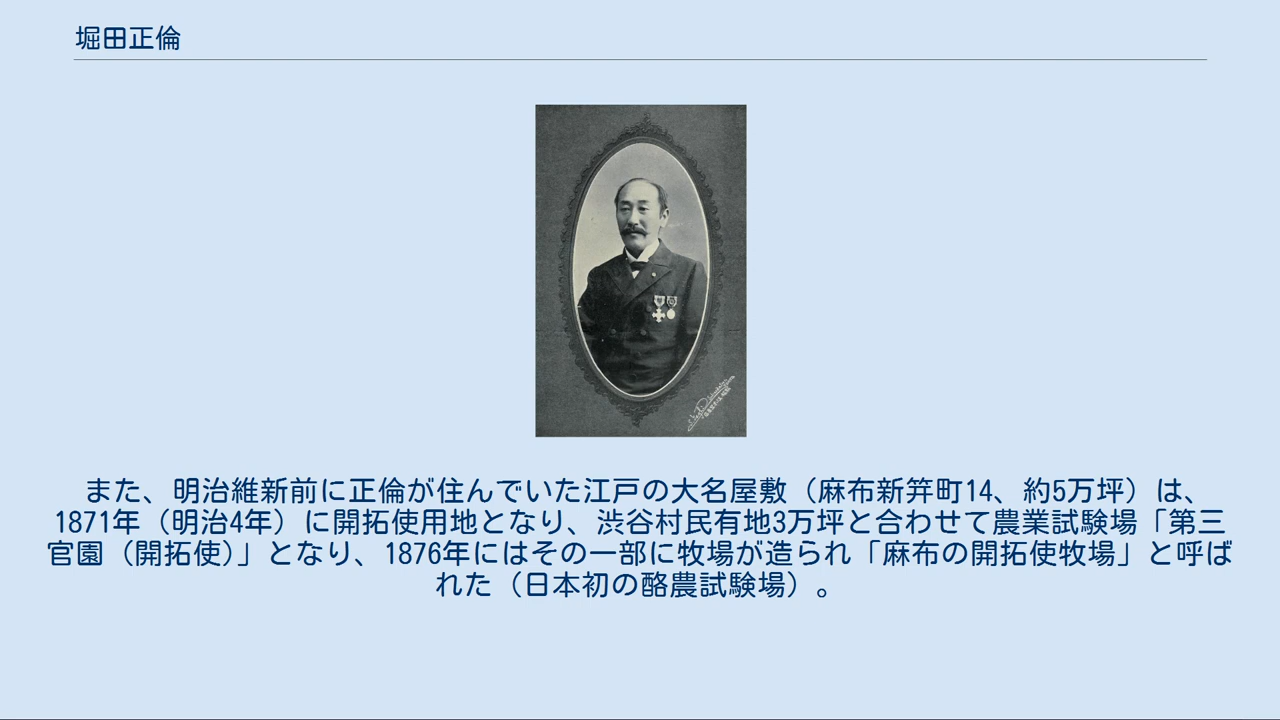 堀田正倫
また、明治維新前に正倫が住んでいた江戸の大名屋敷（麻布新笄町14、約5万坪）は、
1871年（明治4年）に開拓使用地となり、渋谷村民有地3万坪と合わせて農業試験場「第三
官園（開拓使）」となり、1876年にはその一部に牧場が造られ「麻布の開拓使牧場」と呼ば
れた（日本初の酪農試験場）。